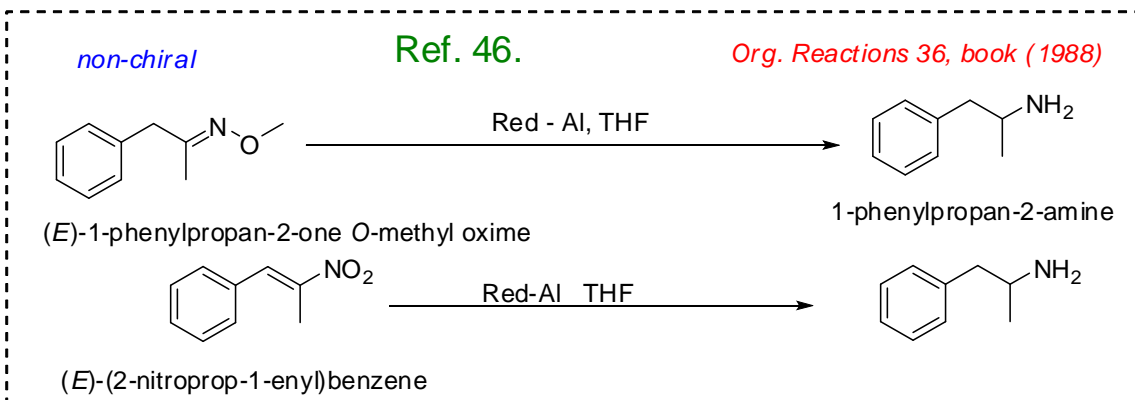 non-chiral
Ref. 46.
Org. Reactions 36, book (1988)
N
O
Red - Al, THF
NH2
(E)-1-phenylpropan-2-one O-methyl oxime
1-phenylpropan-2-amine
NO2
Red-Al THF
NH2
(E)-(2-nitroprop-1-enyl)benzene